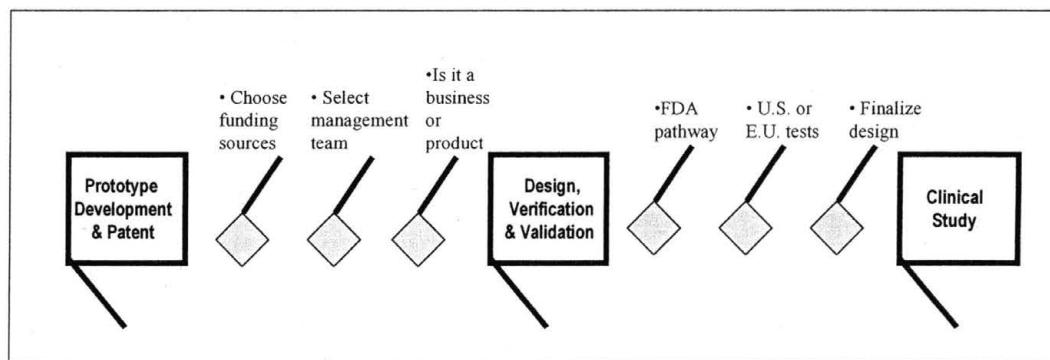 Prototype
Development
& Patent
• Choose
funding
sources
• Select
management
team
•Is it a
business
or
product
Design,
Verification
& Validation
•FDA
pathway
• U.S. or
E.U. tests
• Finalize
design
Clinical
Study